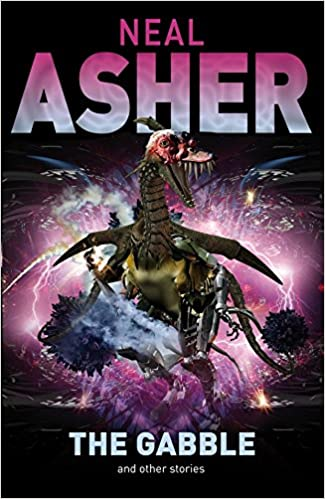 NEAL
ASHER
THE GABBLE
and other stories